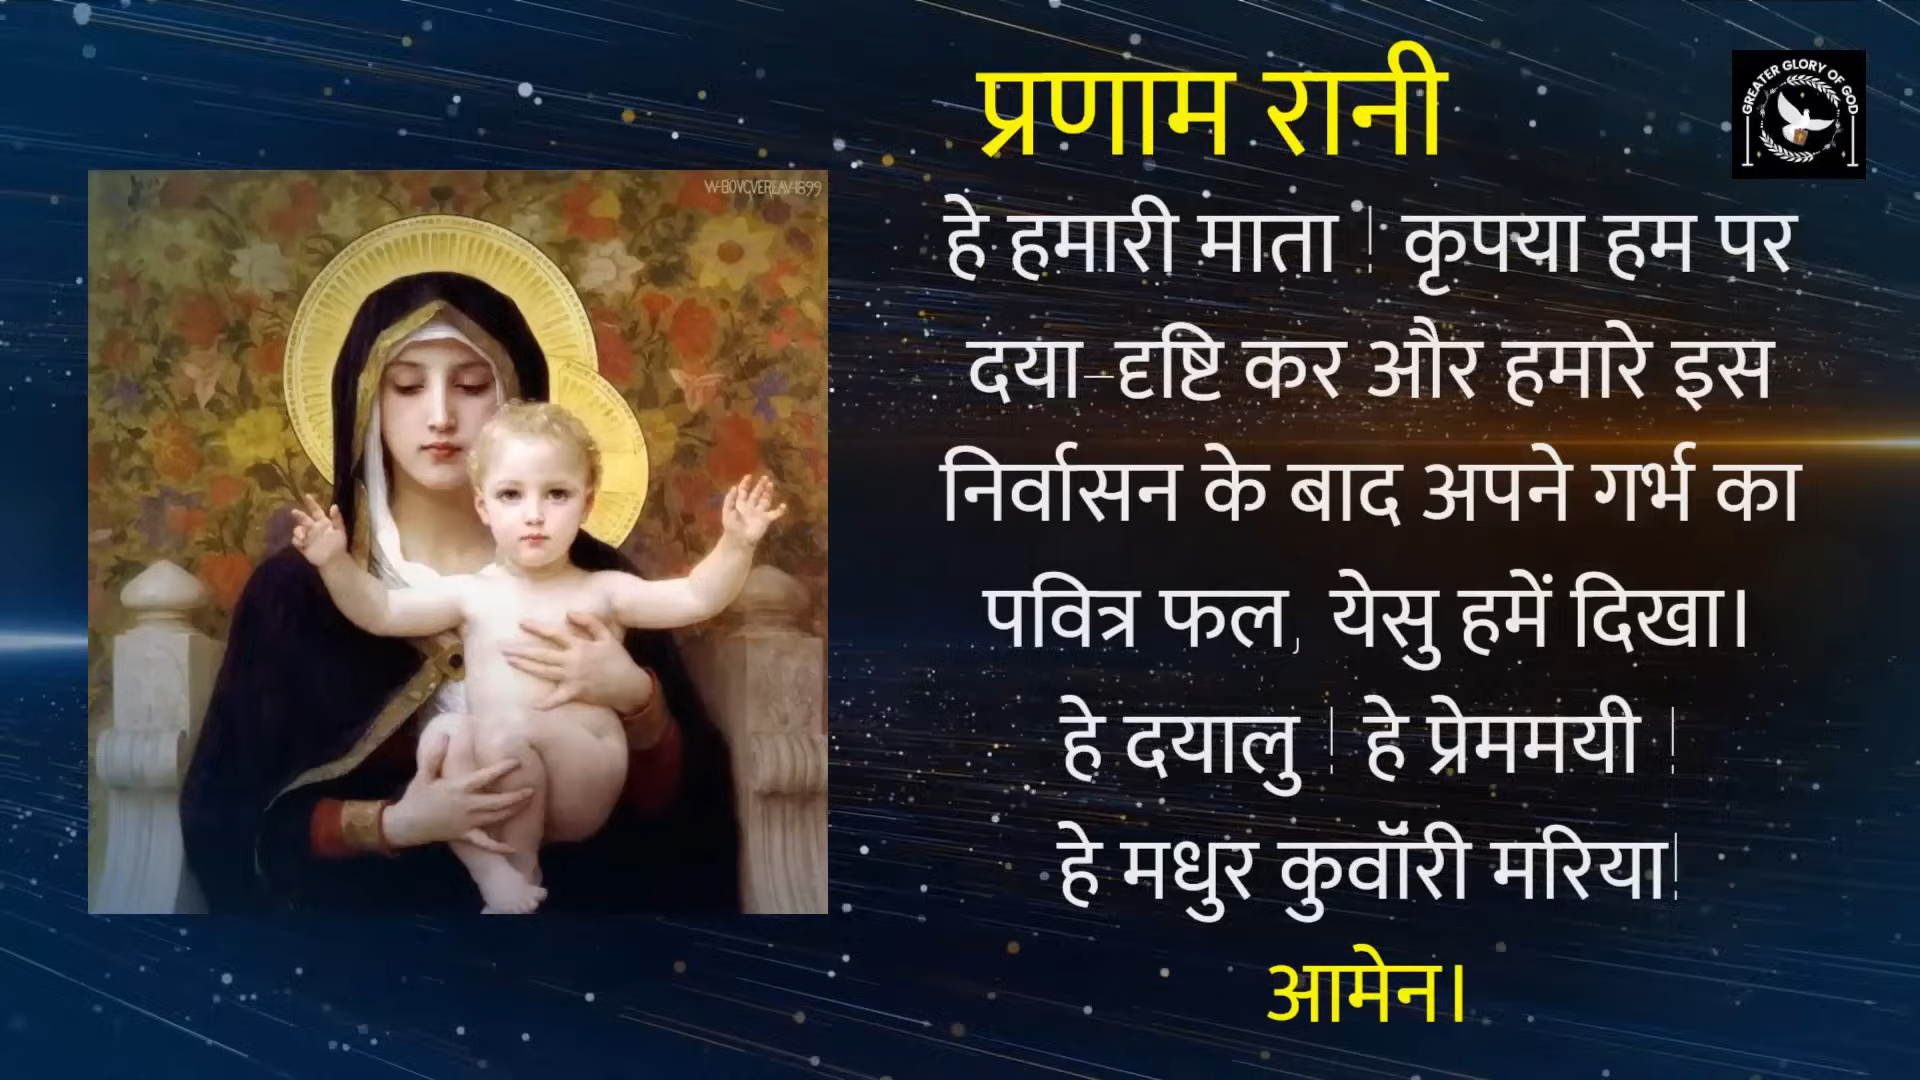 प्रणाम रानी
GREATER GLORY OF GOD
W-BOVGVEREAV-1899
हे हमारी माता ! कृपया हम पर
दया-दृष्टि कर और हमारे इस
निर्वासन के बाद अपने गर्भ का
पवित्र फल, येसु हमें दिखा।
हे दयालु ! हे प्रेममयी !
हे मधुर कुवॉरी मरिया!
आमेन।